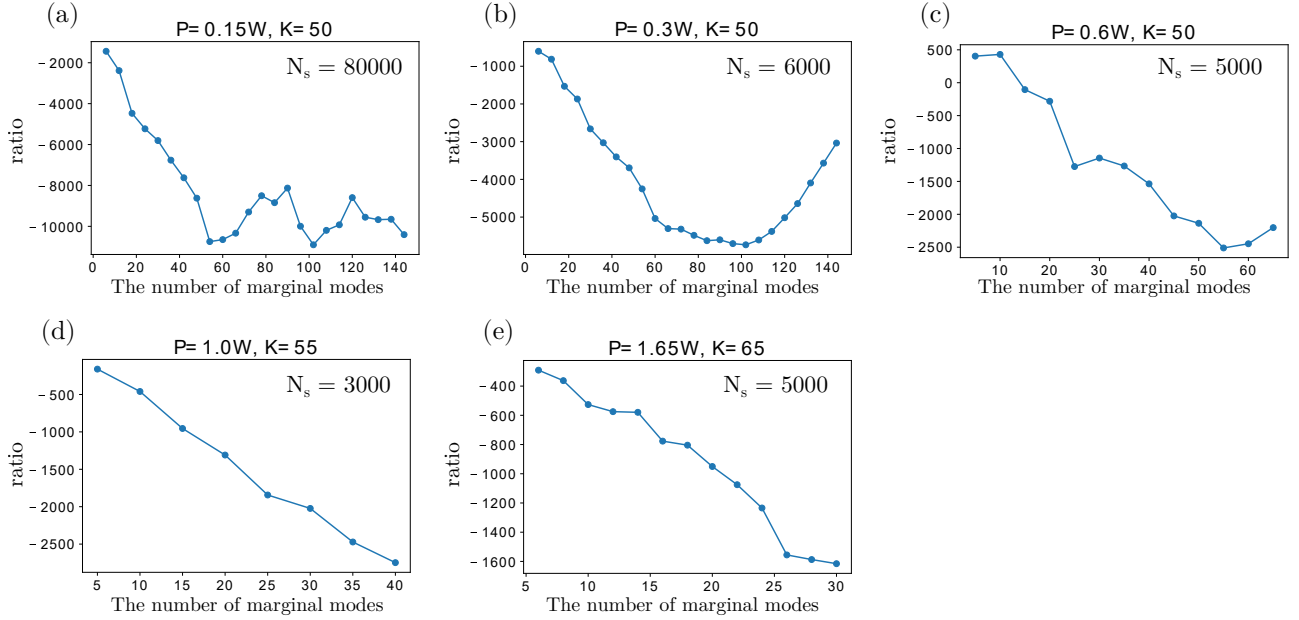 (a)
P= 0.15W, K= 50
N_s = 80000
ratio
− 2000
− 4000
− 6000
− 8000
− 10000
0 20 40 60 80 100 120 140
The number of marginal modes
(b)
P= 0.3W, K= 50
N_s = 6000
ratio
− 1000
− 2000
− 3000
− 4000
− 5000
0 20 40 60 80 100 120 140
The number of marginal modes
(c)
P= 0.6W, K= 50
N_s = 5000
ratio
500
0
− 500
− 1000
− 1500
− 2000
− 2500
10 20 30 40 50 60
The number of marginal modes
(d)
P= 1.0W, K= 55
N_s = 3000
ratio
− 500
− 1000
− 1500
− 2000
− 2500
5 10 15 20 25 30 35 40
The number of marginal modes
(e)
P= 1.65W, K= 65
N_s = 5000
ratio
− 400
− 600
− 800
− 1000
− 1200
− 1400
− 1600
5 10 15 20 25 30
The number of marginal modes